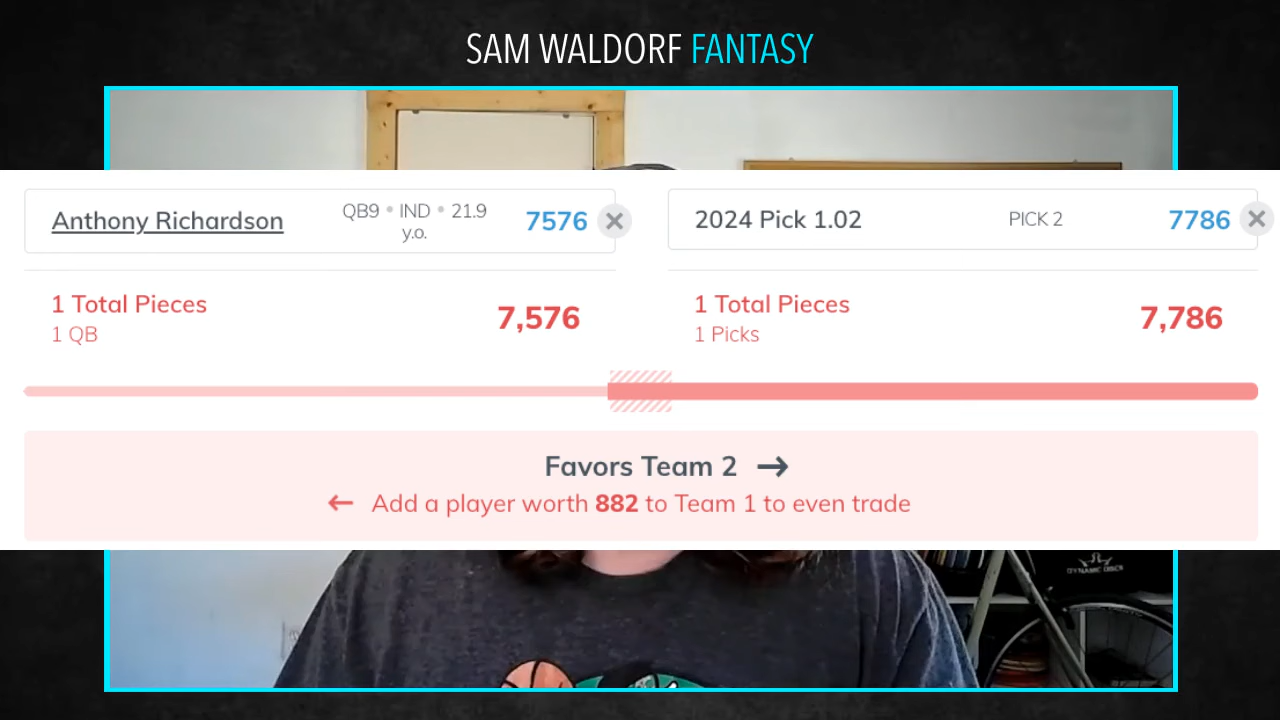 SAM WALDORF FANTASY
Anthony Richardson
QB9 • IND • 21.9
y.o.
7576
2024 Pick 1.02
PICK 2
7786
1 Total Pieces
1 QB
7,576
1 Total Pieces
1 Picks
7,786
Favors Team 2 →
← Add a player worth 882 to Team 1 to even trade
DYNAMIC DISCS